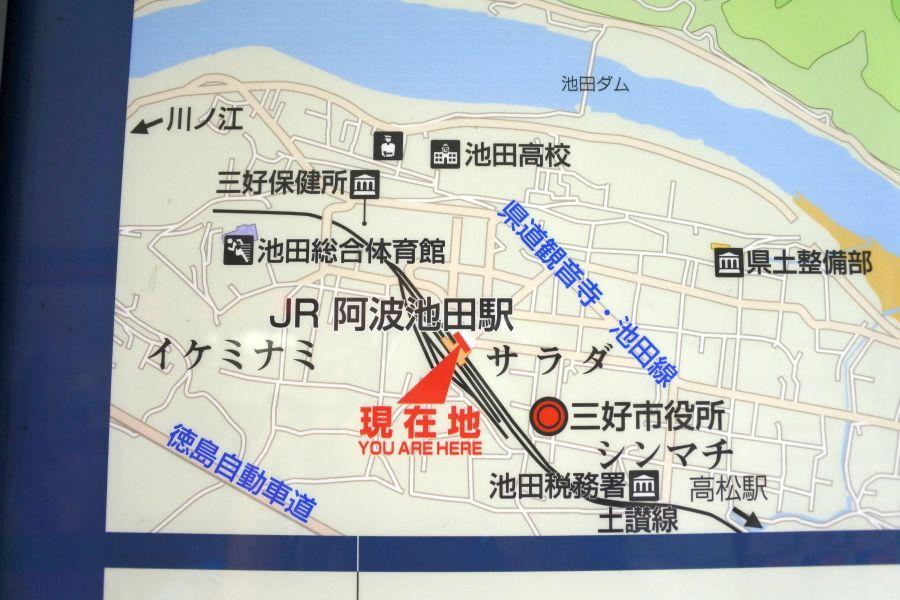 池田ダム
川ノ江
池田高校
三好保健所
県道観音寺・池田線
池田総合体育館
県土整備部
JR 阿波池田駅
イケミナミ
サラダ
現在地
YOU ARE HERE
三好市役所
シンマチ
徳島自動車道
池田税務署
高松駅
土讃線